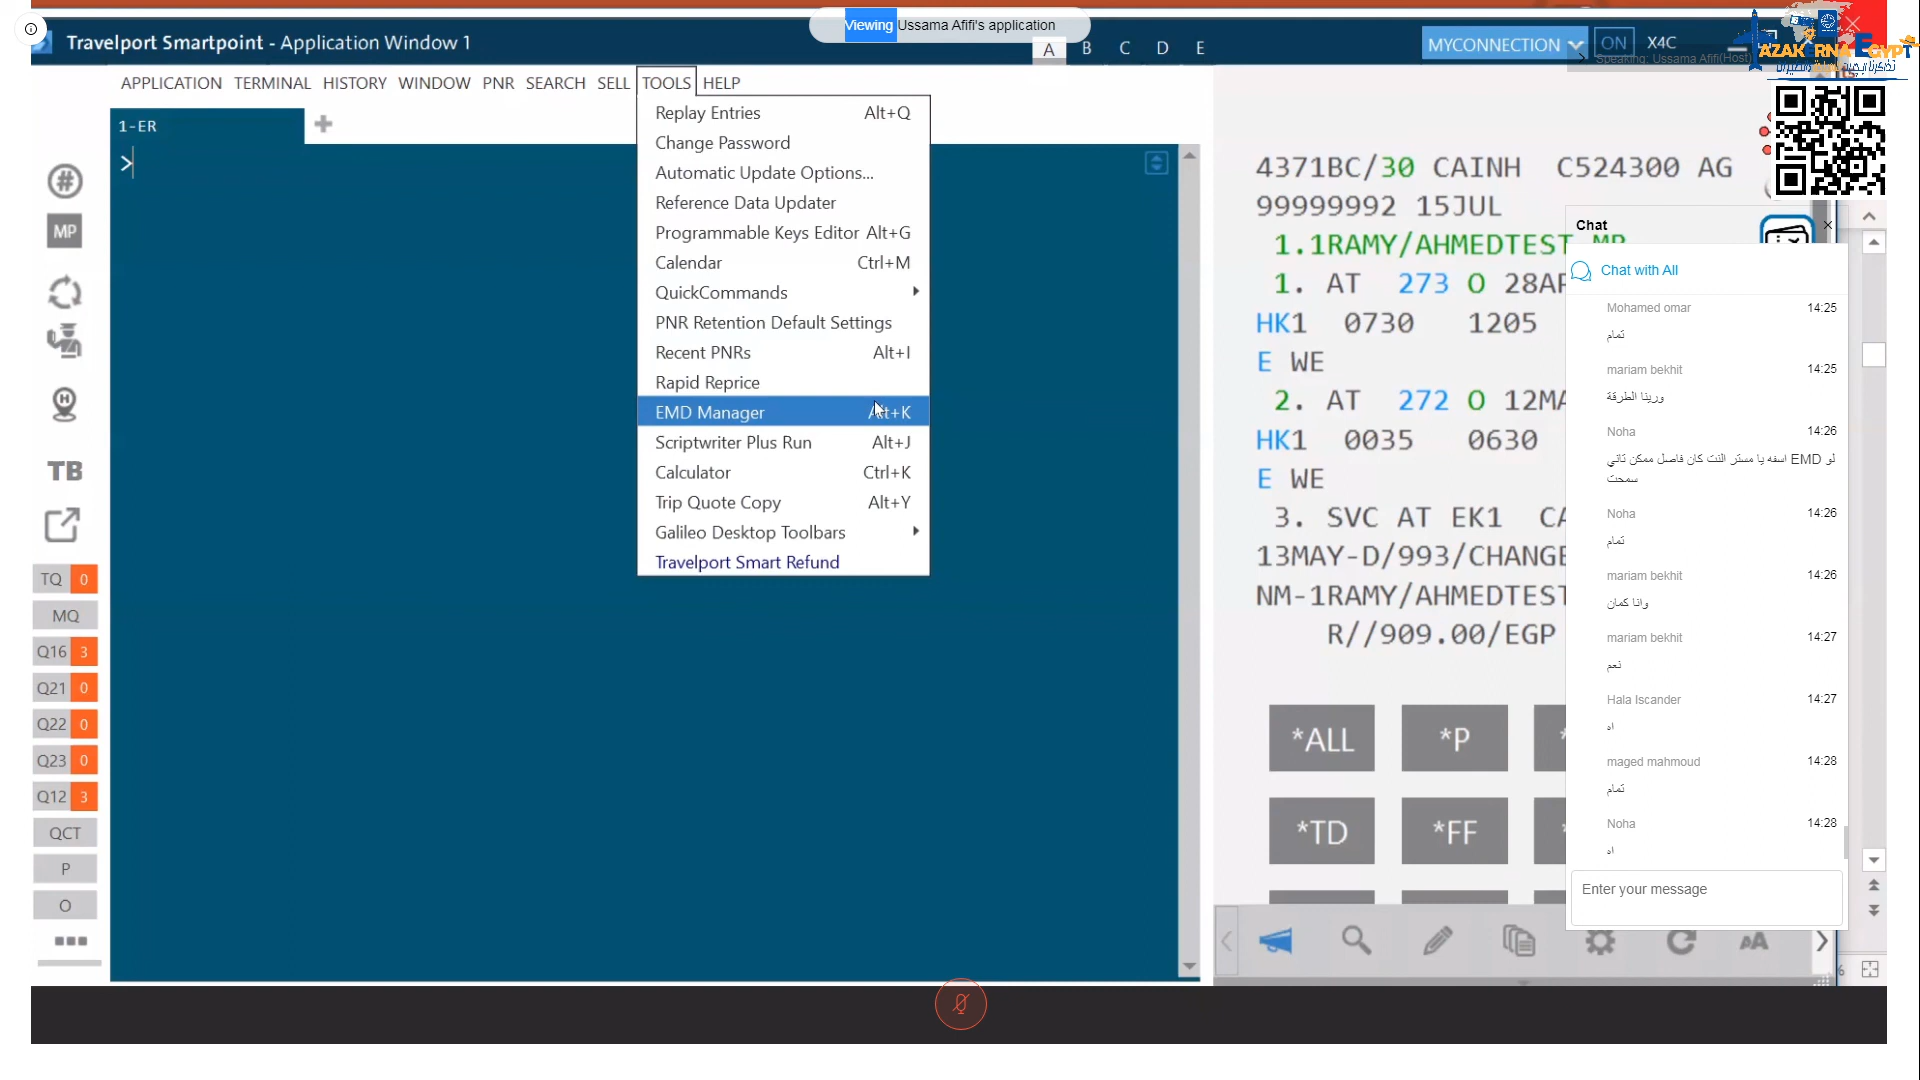 Viewing Ussama Afifi's application
Travelport Smartpoint - Application Window 1
A B C D E
MYCONNECTION ON X4C
Speaking: Ussama Afifi(Host)
APPLICATION TERMINAL HISTORY WINDOW PNR SEARCH SELL TOOLS HELP
1-ER
>
Replay Entries Alt+Q
Change Password
Automatic Update Options...
Reference Data Updater
Programmable Keys Editor Alt+G
Calendar Ctrl+M
QuickCommands
PNR Retention Default Settings
Recent PNRs Alt+I
Rapid Reprice
EMD Manager Alt+K
Scriptwriter Plus Run Alt+J
Calculator Ctrl+K
Trip Quote Copy Alt+Y
Galileo Desktop Toolbars
Travelport Smart Refund
#
MP
H
TB
TQ 0
MQ
Q16 3
Q21 0
Q22 0
Q23 0
Q12 3
QCT
P
O
4371BC/30 CAINH C524300 AG
99999992 15JUL
1.1RAMY/AHMEDTEST MR
1. AT 273 O 28AP
HK1 0730 1205
E WE
2. AT 272 O 12MA
HK1 0035 0630
E WE
3. SVC AT EK1 CA
13MAY-D/993/CHANGE
NM-1RAMY/AHMEDTEST
R//909.00/EGP
*ALL *P
*TD *FF
AA
Chat
Chat with All
Mohamed omar 14:25
تمام
mariam bekhit 14:25
ورينا الطرقة
Noha 14:26
اسفه يا مستر النت كان فاصل ممكن تاني EMD لو
سمحت
Noha 14:26
تمام
mariam bekhit 14:26
وانا كمان
mariam bekhit 14:27
نعم
Hala Iscander 14:27
اه
maged mahmoud 14:28
تمام
Noha 14:28
اه
Enter your message